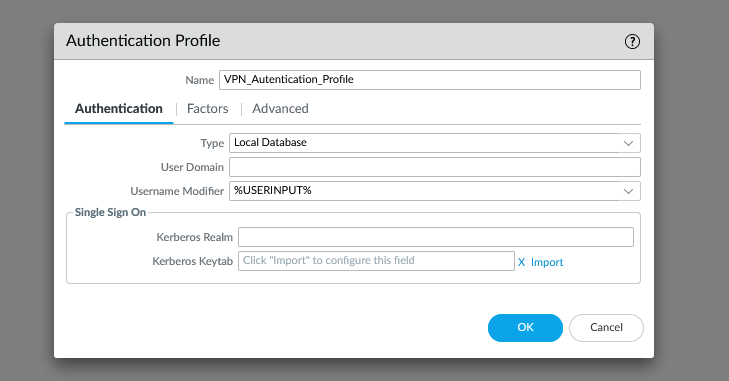 Authentication Profile ?
Name VPN_Autentication_Profile
Authentication Factors Advanced
Type Local Database
User Domain
Username Modifier %USERINPUT%
Single Sign On
Kerberos Realm
Kerberos Keytab Click "Import" to configure this field X Import
OK Cancel